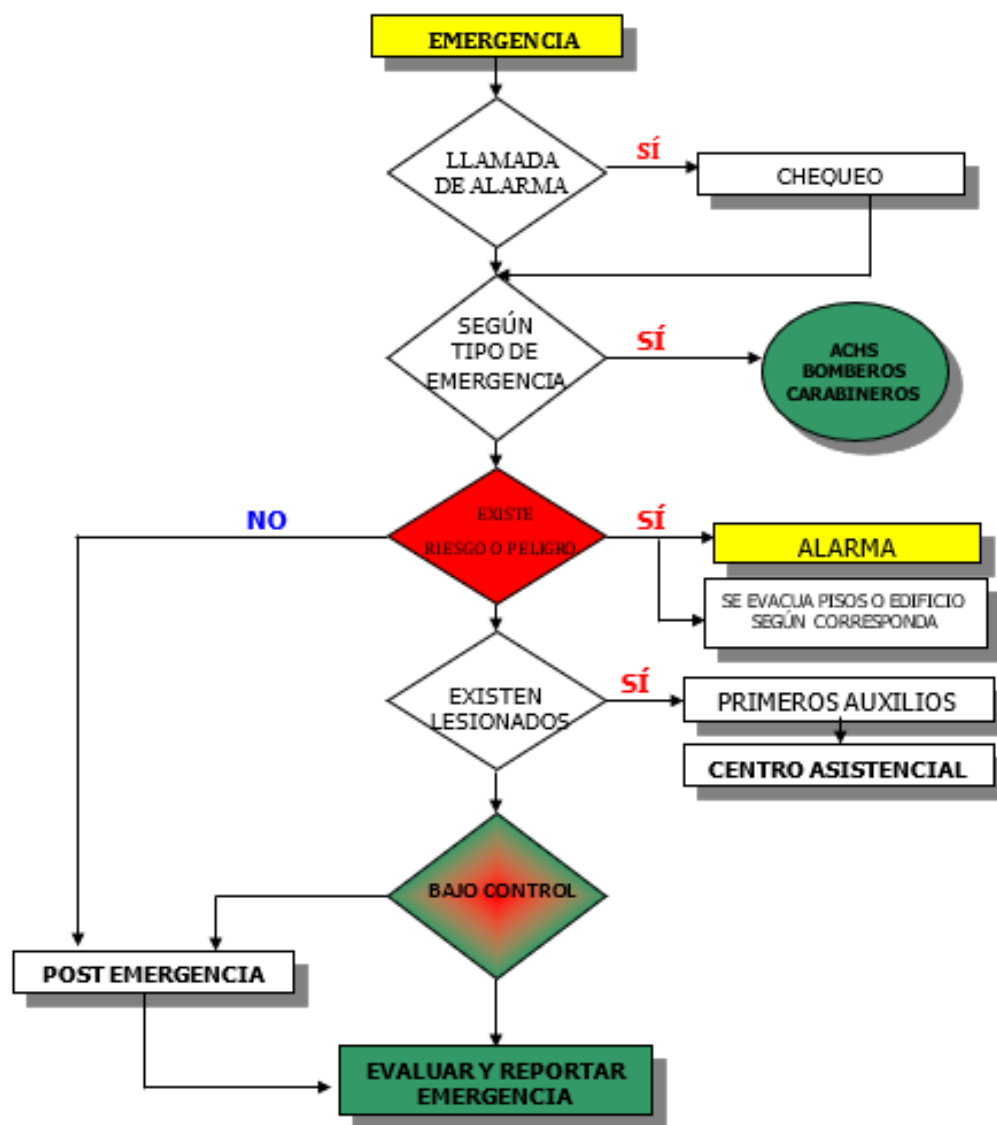 EMERGENCIA
LLAMADA
DE ALARMA
SÍ
CHEQUEO
SEGÚN
TIPO DE
EMERGENCIA
SÍ
ACHS
BOMBEROS
CARABINEROS
NO
EXISTE
RIESGO O PELIGRO
SÍ
ALARMA
SE EVACUA PISOS O EDIFICIO
SEGÚN CORRESPONDA
EXISTEN
LESIONADOS
SÍ
PRIMEROS AUXILIOS
CENTRO ASISTENCIAL
BAJO CONTROL
POST EMERGENCIA
EVALUAR Y REPORTAR
EMERGENCIA